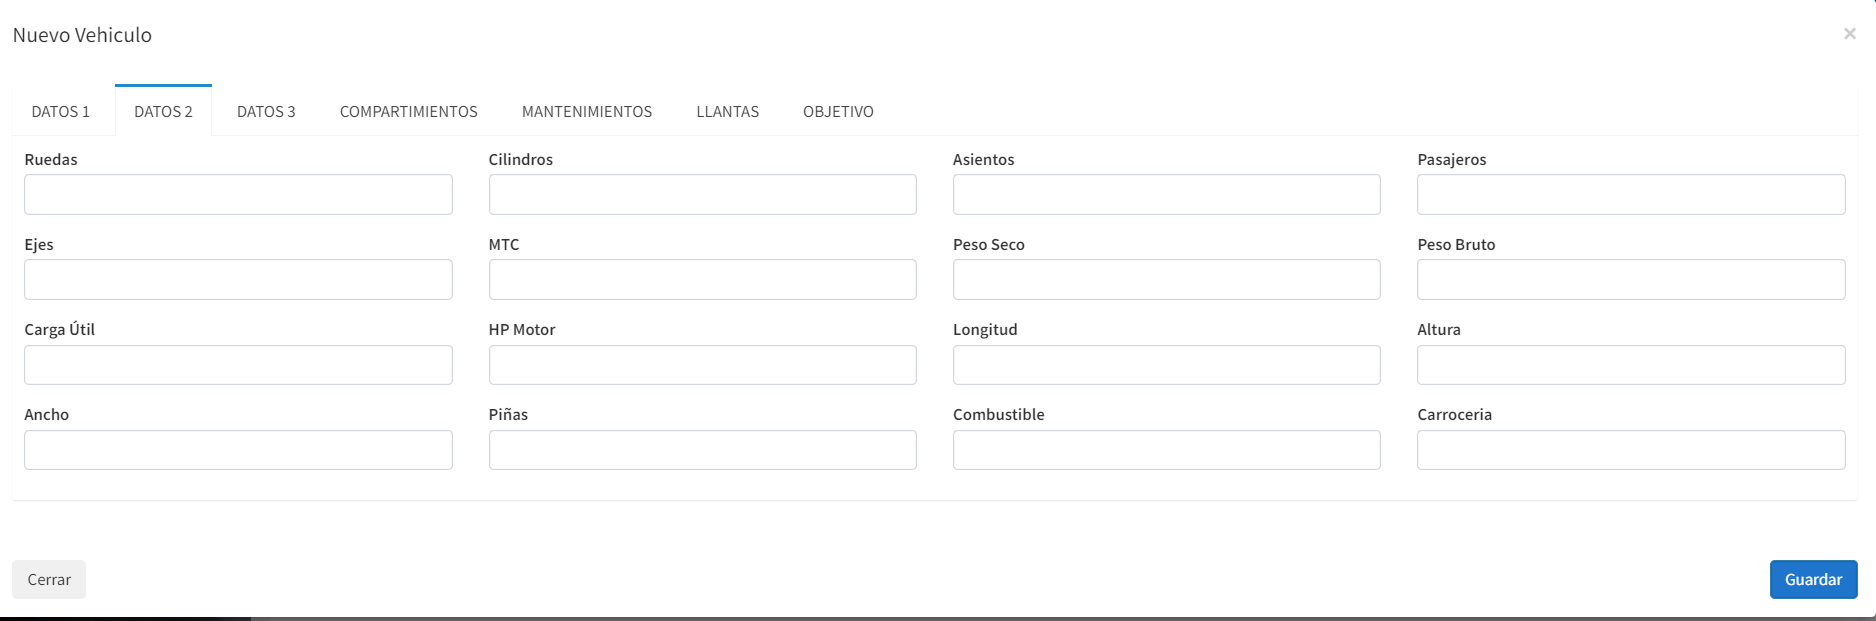 Nuevo Vehiculo ×
DATOS 1 DATOS 2 DATOS 3 COMPARTIMIENTOS MANTENIMIENTOS LLANTAS OBJETIVO
Ruedas Cilindros Asientos Pasajeros
Ejes MTC Peso Seco Peso Bruto
Carga Útil HP Motor Longitud Altura
Ancho Piñas Combustible Carroceria
Cerrar Guardar